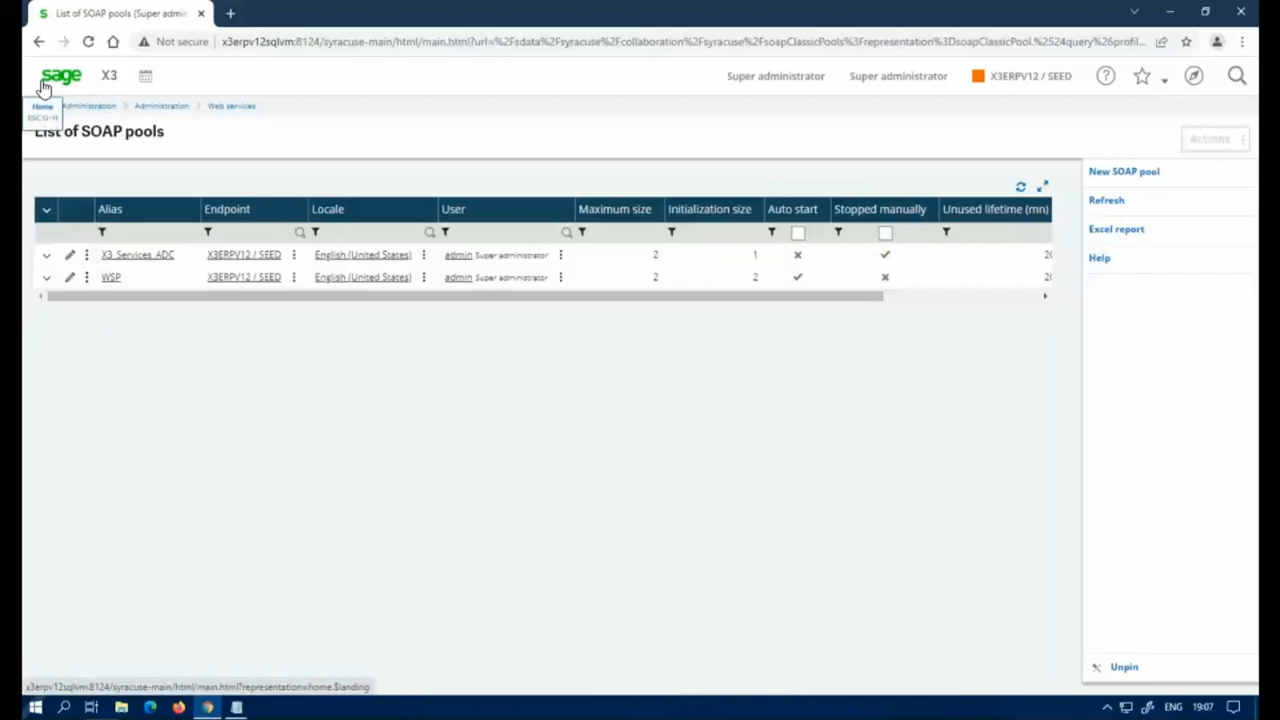 S List of SOAP pools (Super admin
Not secure x3erpv12sqlvm:8124/syracuse-main/html/main.html?url=%2Fsdata%2Fsyracuse%2Fcollaboration%2Fsyracuse%2FsoapClassicPools%3Frepresentation%3DsoapClassicPool.%2524query%26profil...
sage X3 Super administrator Super administrator X3ERPV12 / SEED
Home Administration Administration Web services
ESC G-H
List of SOAP pools Actions
New SOAP pool
Refresh
Excel report
Help
Alias Endpoint Locale User Maximum size Initialization size Auto start Stopped manually Unused lifetime (mn)
X3_Services_ADC X3ERPV12 / SEED English (United States) admin Super administrator 2 1
WSP X3ERPV12 / SEED English (United States) admin Super administrator 2 2
Unpin
x3erpv12sqlvm:8124/syracuse-main/html/main.html?representation=home.$landing
ENG 19:07